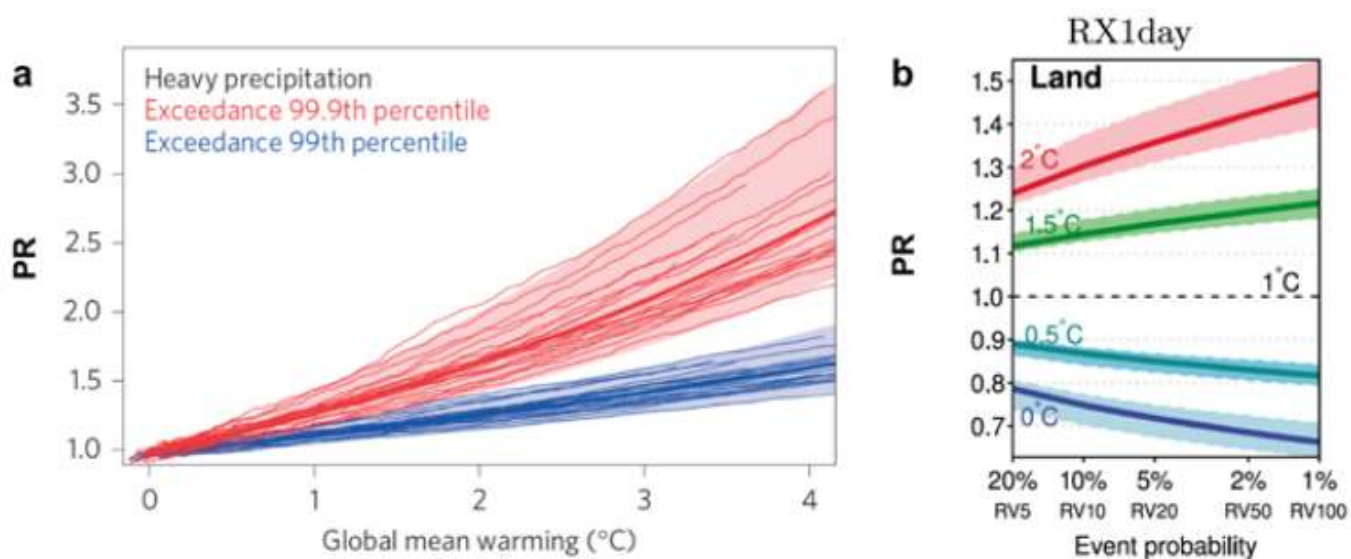 a
Heavy precipitation
Exceedance 99.9th percentile
Exceedance 99th percentile
PR
3.5
3.0
2.5
2.0
1.5
1.0
0
1
2
3
4
Global mean warming (°C)
RX1day
b
Land
PR
1.5
1.4
1.3
1.2
1.1
1.0
0.9
0.8
0.7
2°C
1.5°C
1°C
0.5°C
0°C
20% 10% 5% 2% 1%
RV5 RV10 RV20 RV50 RV100
Event probability